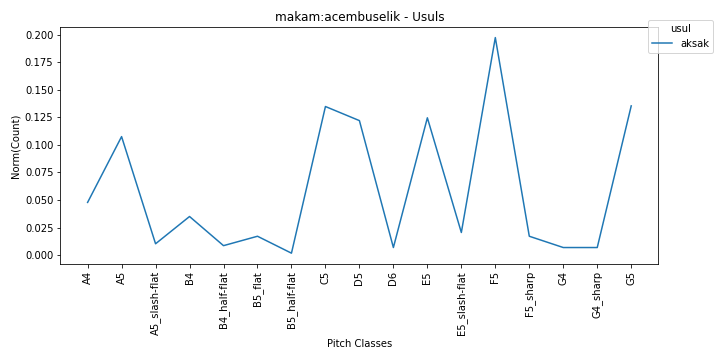 makam:acembuselik - Usuls
usul
aksak
Norm(Count)
0.200
0.175
0.150
0.125
0.100
0.075
0.050
0.025
0.000
A4
A5
A5_slash-flat
B4
B4_half-flat
B5_flat
B5_half-flat
C5
D5
D6
E5
E5_slash-flat
F5
F5_sharp
G4
G4_sharp
G5
Pitch Classes